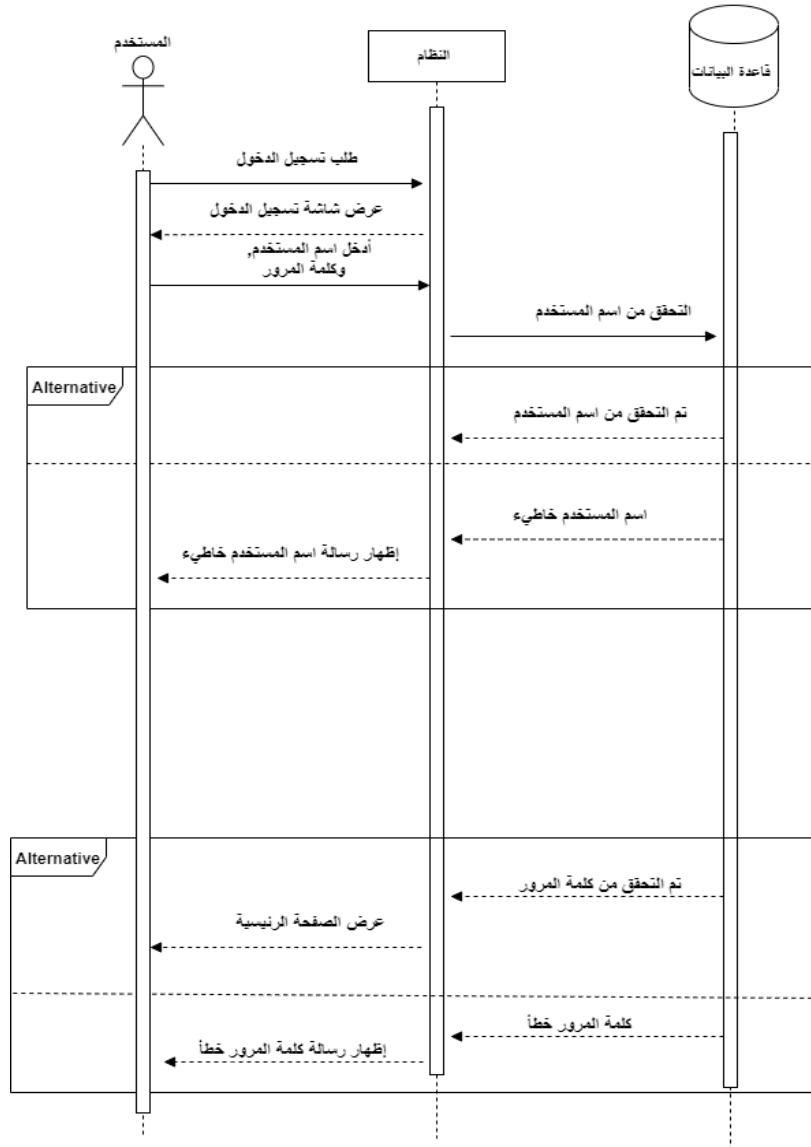 المستخدم
النظام
قاعدة البيانات
طلب تسجيل الدخول
عرض شاشة تسجيل الدخول
أدخل اسم المستخدم,
وكلمة المرور
التحقق من اسم المستخدم
Alternative
تم التحقق من اسم المستخدم
اسم المستخدم خاطيء
إظهار رسالة اسم المستخدم خاطيء
Alternative
تم التحقق من كلمة المرور
عرض الصفحة الرئيسية
كلمة المرور خطأ
إظهار رسالة كلمة المرور خطأ